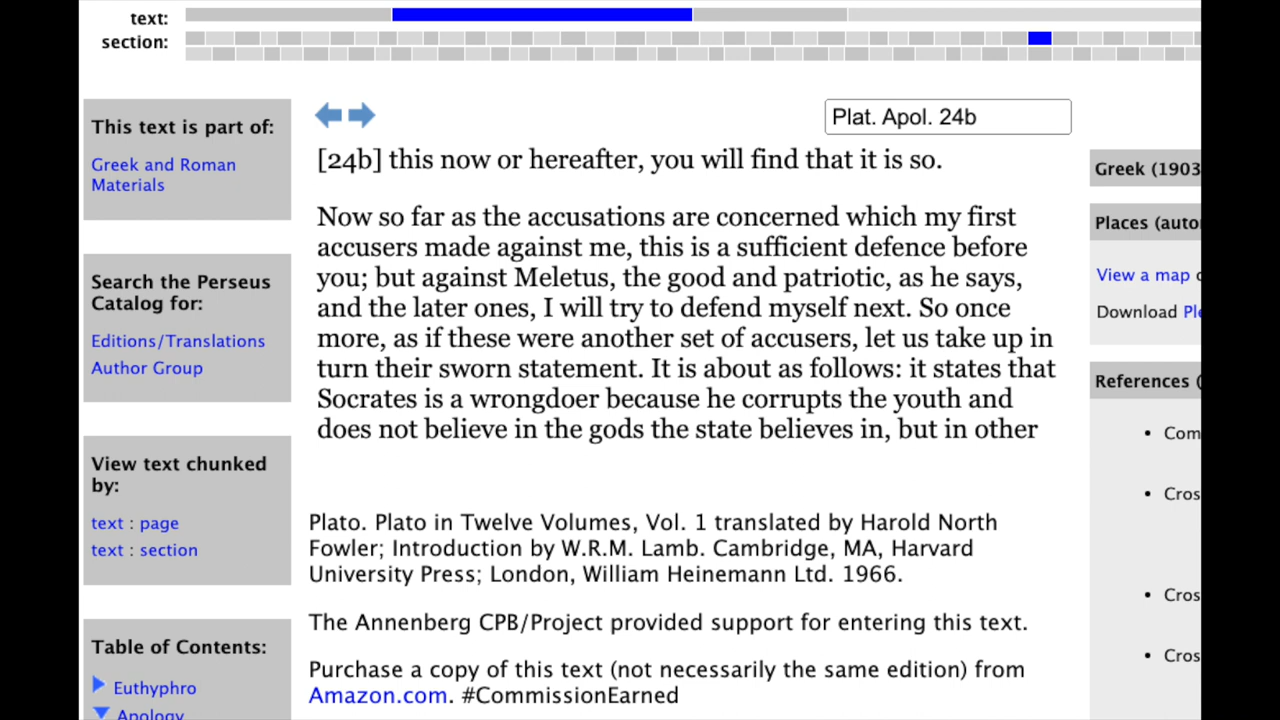 text:
section:
This text is part of:
Greek and Roman
Materials
Search the Perseus
Catalog for:
Editions/Translations
Author Group
View text chunked
by:
text : page
text : section
Table of Contents:
Euthyphro
Apology
Plat. Apol. 24b
[24b] this now or hereafter, you will find that it is so.
Now so far as the accusations are concerned which my first
accusers made against me, this is a sufficient defence before
you; but against Meletus, the good and patriotic, as he says,
and the later ones, I will try to defend myself next. So once
more, as if these were another set of accusers, let us take up in
turn their sworn statement. It is about as follows: it states that
Socrates is a wrongdoer because he corrupts the youth and
does not believe in the gods the state believes in, but in other
Plato. Plato in Twelve Volumes, Vol. 1 translated by Harold North
Fowler; Introduction by W.R.M. Lamb. Cambridge, MA, Harvard
University Press; London, William Heinemann Ltd. 1966.
The Annenberg CPB/Project provided support for entering this text.
Purchase a copy of this text (not necessarily the same edition) from
Amazon.com. #CommissionEarned
Greek (1903
Places (auto
View a map
Download
References (